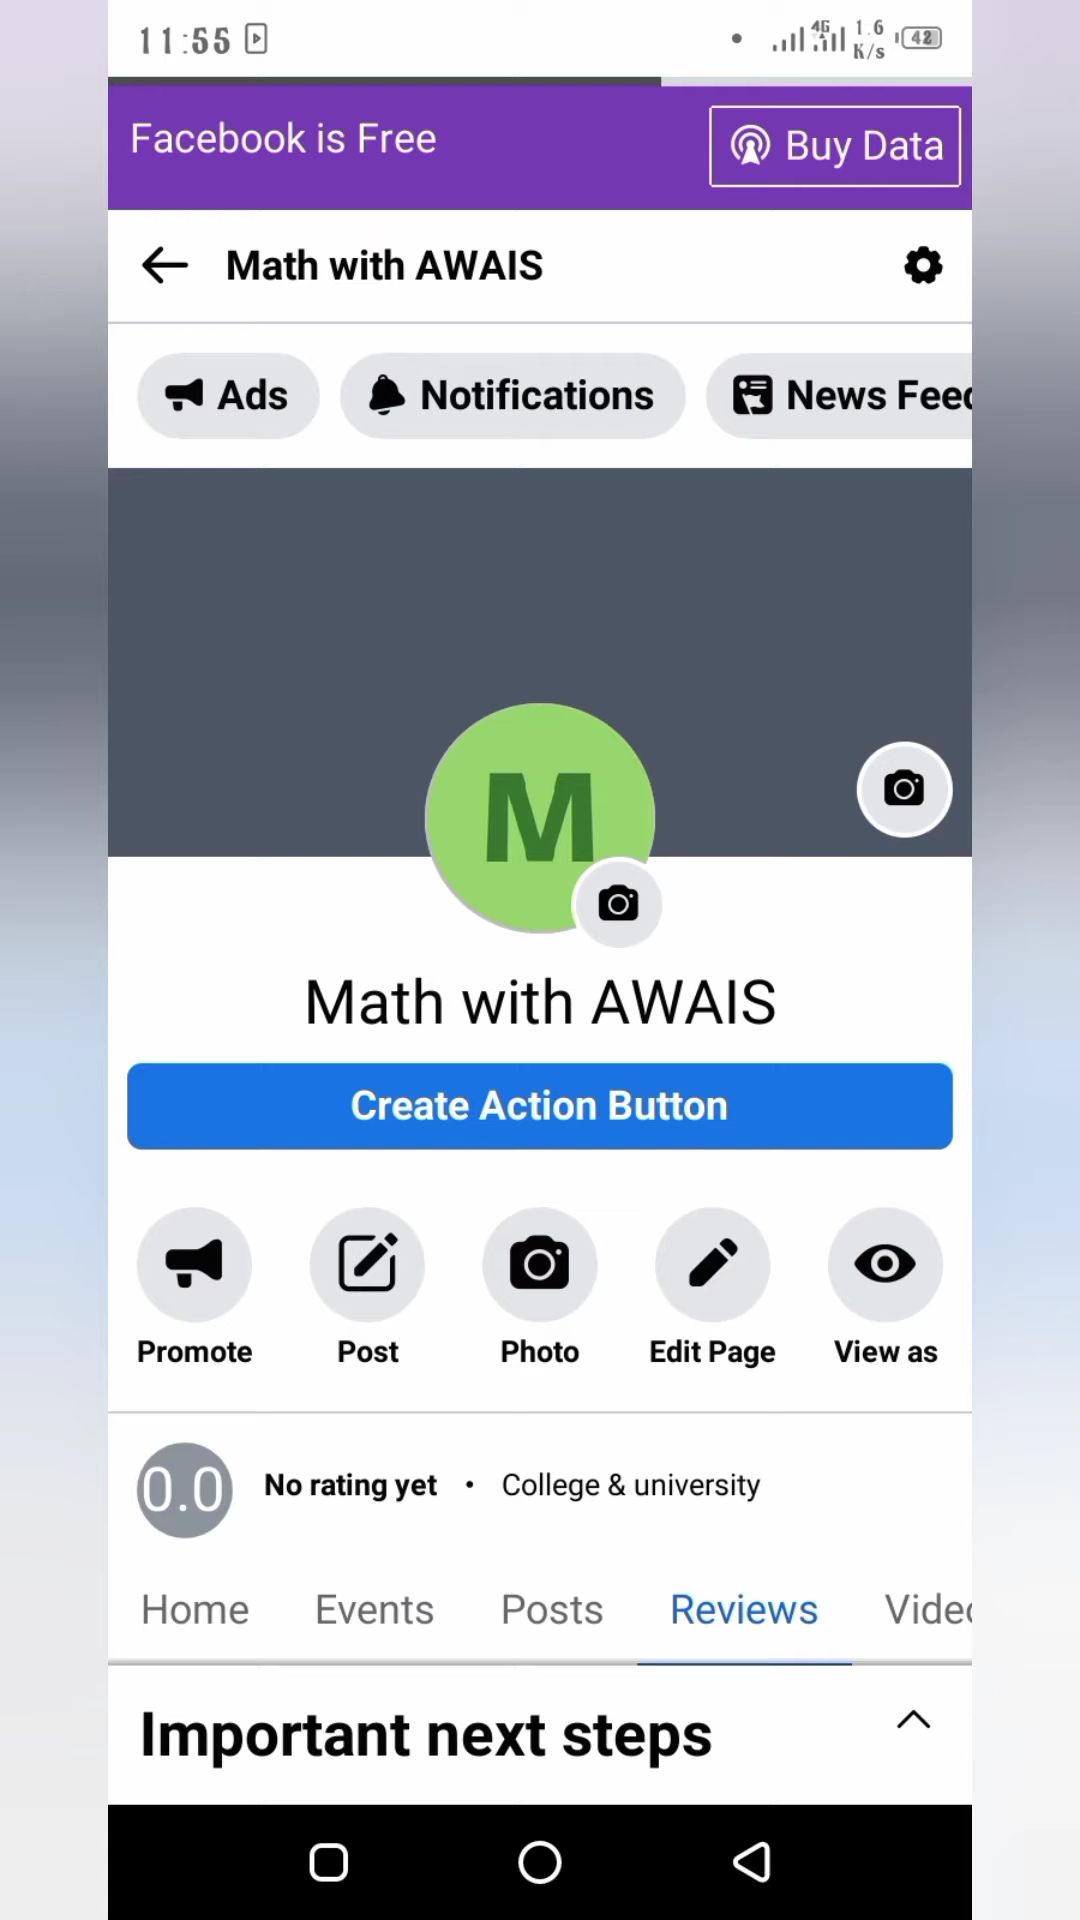 11:55 4G 1.6 K/s 42
Facebook is Free
Buy Data
Math with AWAIS
Ads Notifications News Feed
M
Math with AWAIS
Create Action Button
Promote Post Photo Edit Page View as
0.0 No rating yet • College & university
Home Events Posts Reviews Video
Important next steps